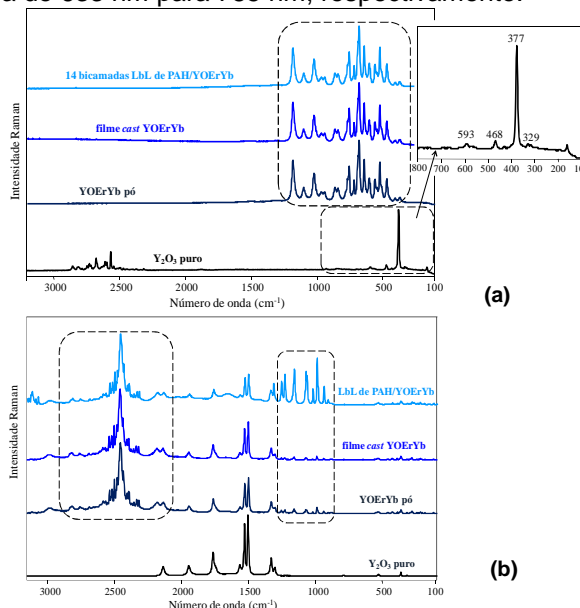 a de 633 nm para 785 nm, respectivamente.
14 bicamadas LbL de PAH/YOErYb
filme cast YOErYb
YOErYb pó
Y₂O₃ puro
Intensidade Raman
3200 2500 2000 1500 1000 500 100
Número de onda (cm⁻¹)
377
593
468
329
800 700 600 500 400 300 200 100
(a)
LbL de PAH/YOErYb
filme cast YOErYb
YOErYb pó
Y₂O₃ puro
Intensidade Raman
3000 2500 2000 1500 1000 500 100
Número de onda (cm⁻¹)
(b)